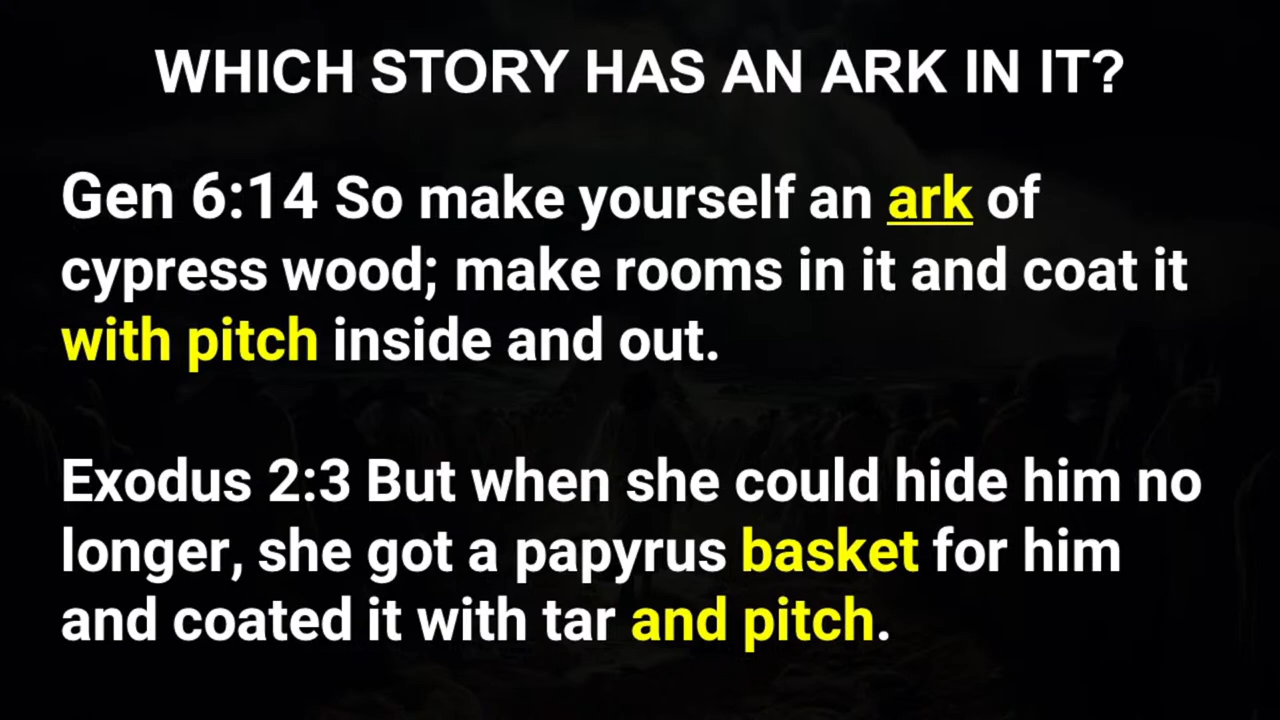 WHICH STORY HAS AN ARK IN IT?
Gen 6:14 So make yourself an ark of
cypress wood; make rooms in it and coat it
with pitch inside and out.
Exodus 2:3 But when she could hide him no
longer, she got a papyrus basket for him
and coated it with tar and pitch.